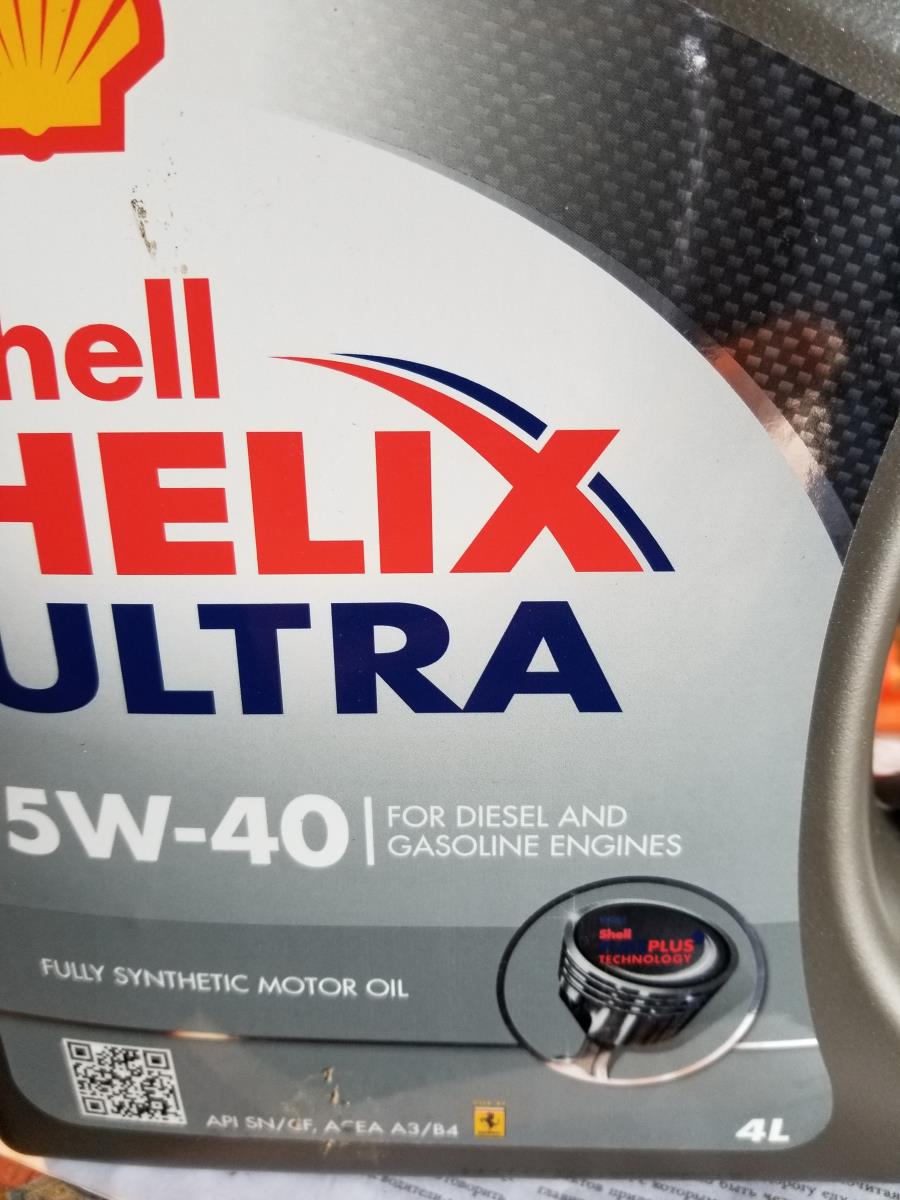 hell
HELIX
ULTRA
5W-40
FOR DIESEL AND
GASOLINE ENGINES
Shell
PLUS
TECHNOLOGY
FULLY SYNTHETIC MOTOR OIL
API SN/CF, ACEA A3/B4
4L